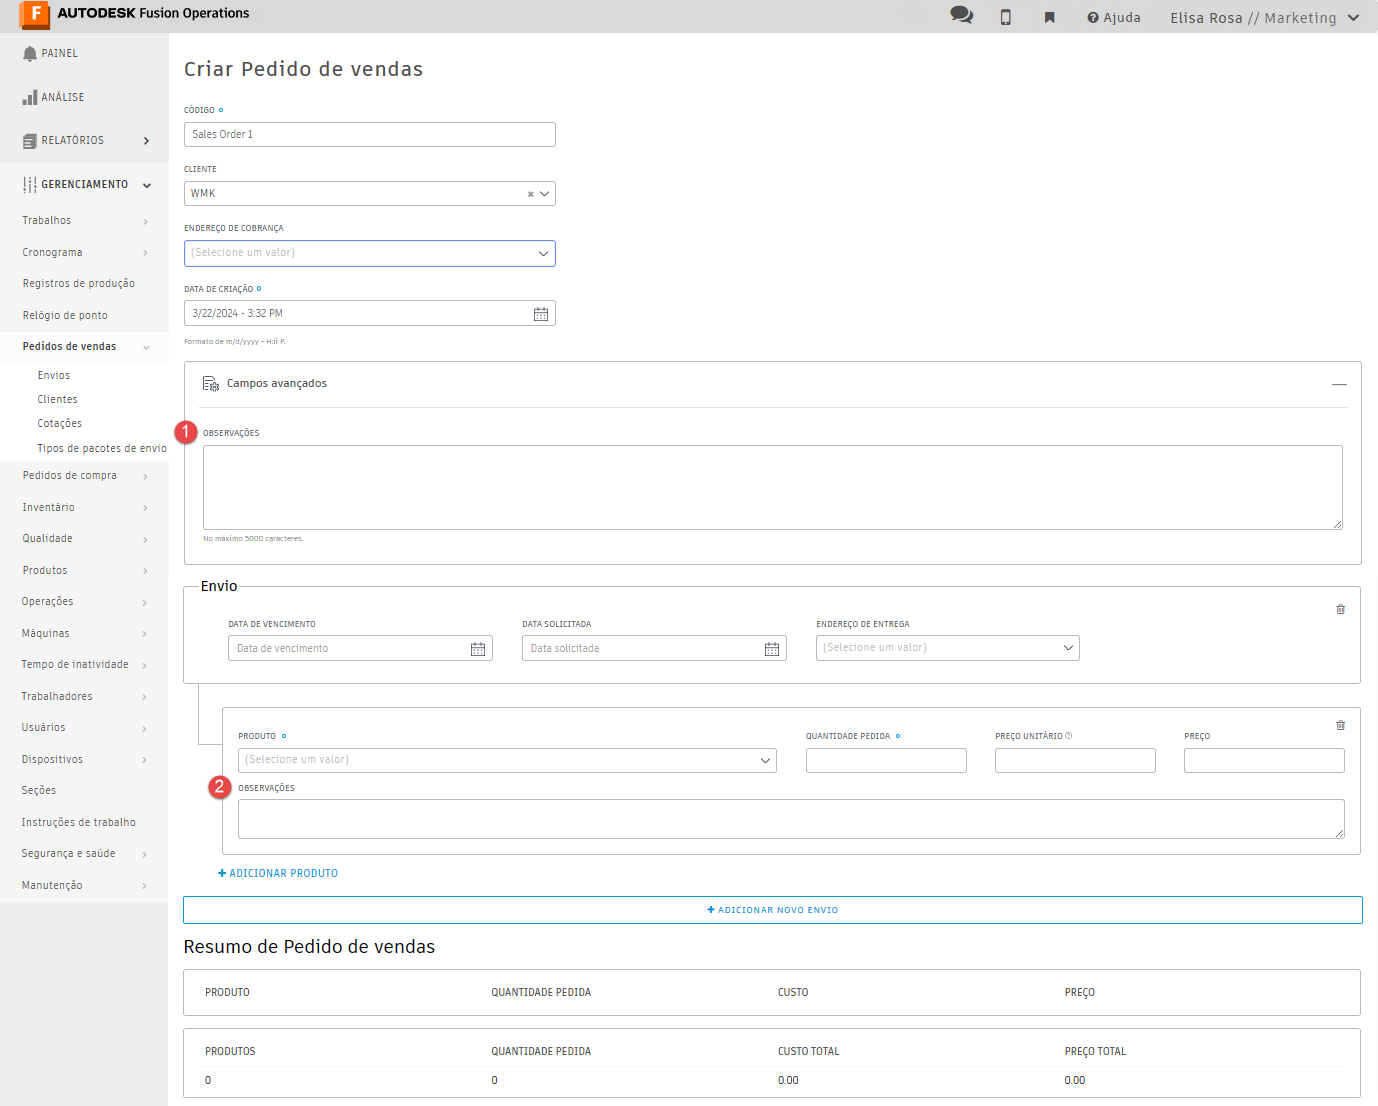 F AUTODESK Fusion Operations
Ajuda
Elisa Rosa // Marketing
PAINEL
ANÁLISE
RELATÓRIOS
GERENCIAMENTO
Trabalhos
Cronograma
Registros de produção
Relógio de ponto
Pedidos de vendas
Envios
Clientes
Cotações
Tipos de pacotes de envio
Pedidos de compra
Inventário
Qualidade
Produtos
Operações
Máquinas
Tempo de inatividade
Trabalhadores
Usuários
Dispositivos
Seções
Instruções de trabalho
Segurança e saúde
Manutenção
Criar Pedido de vendas
CÓDIGO
Sales Order 1
CLIENTE
WMK
ENDEREÇO DE COBRANÇA
(Selecione um valor)
DATA DE CRIAÇÃO
3/22/2024 - 3:32 PM
Formato de m/d/yyyy - H:ii P.
Campos avançados
1
OBSERVAÇÕES
No máximo 5000 caracteres.
Envio
DATA DE VENCIMENTO DATA SOLICITADA ENDEREÇO DE ENTREGA
Data de vencimento Data solicitada (Selecione um valor)
PRODUTO QUANTIDADE PEDIDA PREÇO UNITÁRIO PREÇO
(Selecione um valor)
2
OBSERVAÇÕES
+ ADICIONAR PRODUTO
+ ADICIONAR NOVO ENVIO
Resumo de Pedido de vendas
PRODUTO QUANTIDADE PEDIDA CUSTO PREÇO
PRODUTOS QUANTIDADE PEDIDA CUSTO TOTAL PREÇO TOTAL
0 0 0.00 0.00